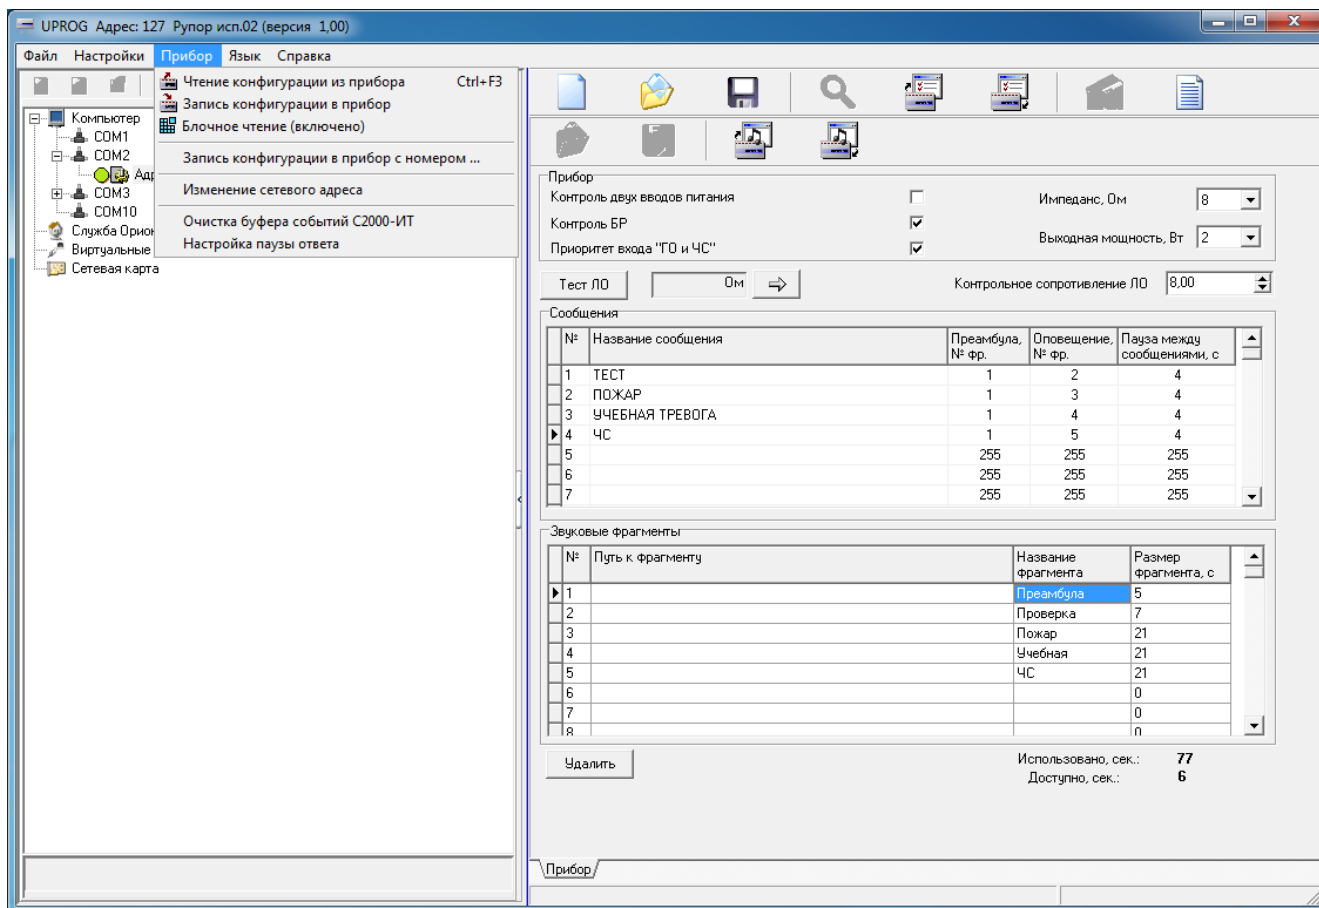 UPROG Адрес: 127 Рупор исп.02 (версия 1,00)
Файл Настройки Прибор Язык Справка
Чтение конфигурации из прибора Ctrl+F3
Запись конфигурации в прибор
Блочное чтение (включено)
Запись конфигурации в прибор с номером ...
Изменение сетевого адреса
Очистка буфера событий С2000-ИТ
Настройка паузы ответа
Компьютер
COM1
COM2
Адр
COM3
COM10
Служба Орион
Виртуальные
Сетевая карта
Прибор
Контроль двух вводов питания
Импеданс, Ом 8
Контроль БР
Выходная мощность, Вт 2
Приоритет входа "ГО и ЧС"
Тест ЛО Ом Контрольное сопротивление ЛО 8,00
Сообщения
№ Название сообщения Преамбула, № фр. Оповещение, № фр. Пауза между сообщениями, с
1 ТЕСТ 1 2 4
2 ПОЖАР 1 3 4
3 УЧЕБНАЯ ТРЕВОГА 1 4 4
4 ЧС 1 5 4
5 255 255 255
6 255 255 255
7 255 255 255
Звуковые фрагменты
№ Путь к фрагменту Название фрагмента Размер фрагмента, с
1 Преамбула 5
2 Проверка 7
3 Пожар 21
4 Учебная 21
5 ЧС 21
6 0
7 0
8 0
Удалить
Использовано, сек.: 77
Доступно, сек.: 6
Прибор